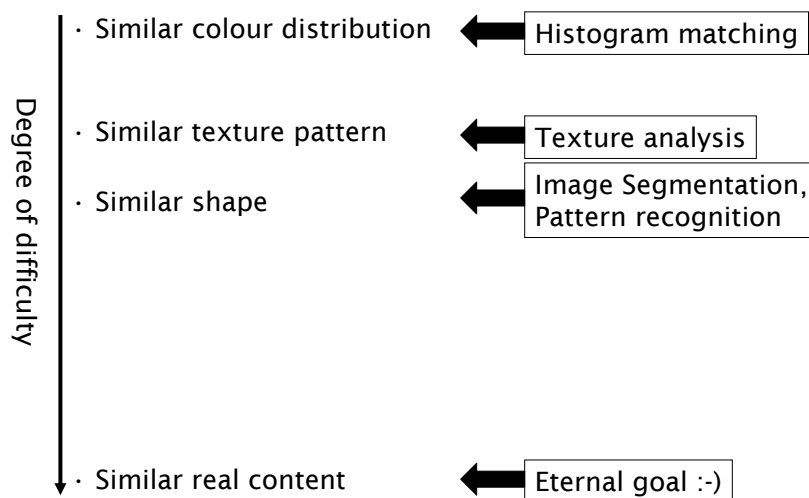 Degree of difficulty
· Similar colour distribution
Histogram matching
· Similar texture pattern
Texture analysis
· Similar shape
Image Segmentation,
Pattern recognition
· Similar real content
Eternal goal :-)